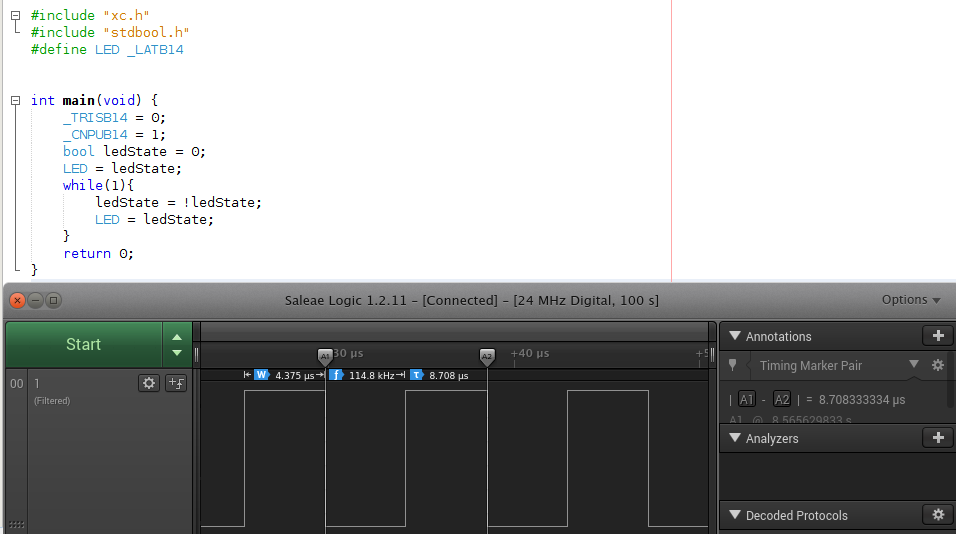 #include "xc.h"
#include "stdbool.h"
#define LED _LATB14
int main(void) {
_TRISB14 = 0;
_CNPUB14 = 1;
bool ledState = 0;
LED = ledState;
while(1){
ledState = !ledState;
LED = ledState;
}
return 0;
}
Saleae Logic 1.2.11 – [Connected] – [24 MHz Digital, 100 s]
Options
Start
A1
30 µs
A2
+40 µs
+5
Annotations
W 4.375 µs f 114.8 kHz τ 8.708 µs
00
1
(Filtered)
Timing Marker Pair
| A1 - A2 | = 8.708333334 µs
A1 @ 8.565629833 s
Analyzers
Decoded Protocols